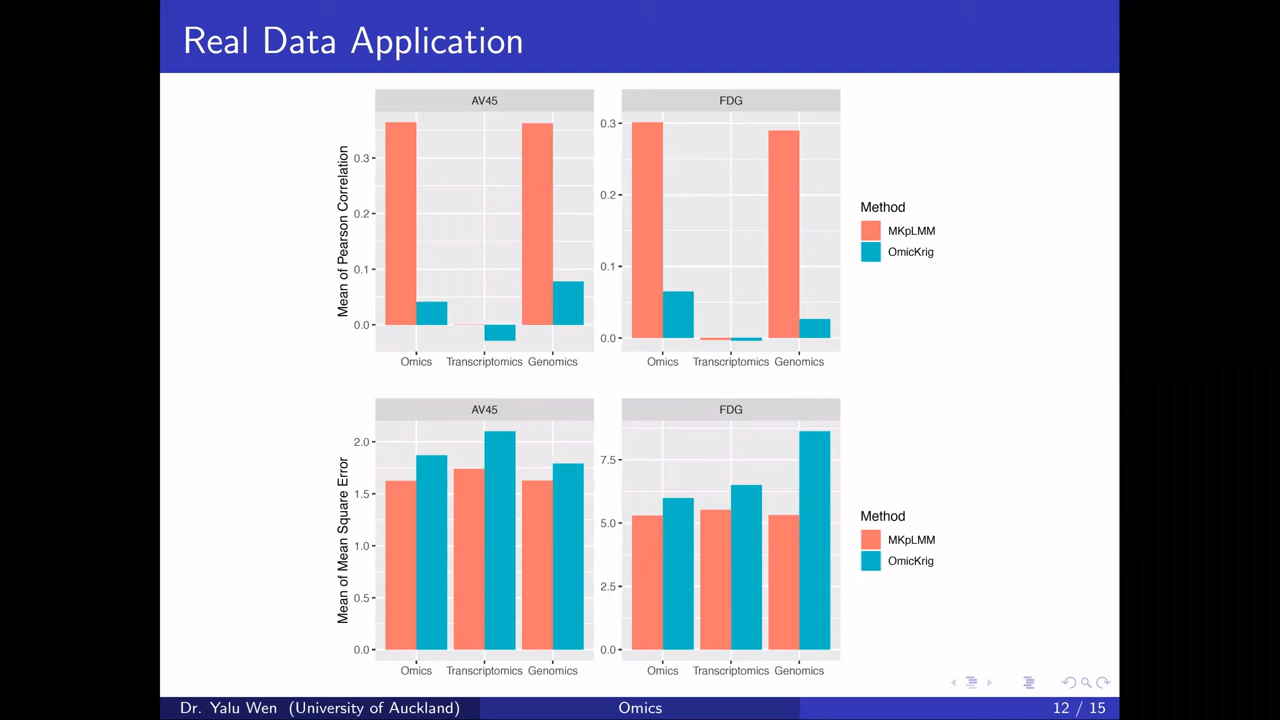 Real Data Application
AV45
FDG
Mean of Pearson Correlation
0.3
0.2
0.1
0.0
0.3
0.2
0.1
0.0
Omics Transcriptomics Genomics
Omics Transcriptomics Genomics
Method
MKpLMM
OmicKrig
AV45
FDG
Mean of Mean Square Error
2.0
1.5
1.0
0.5
0.0
7.5
5.0
2.5
0.0
Omics Transcriptomics Genomics
Omics Transcriptomics Genomics
Method
MKpLMM
OmicKrig
Dr. Yalu Wen (University of Auckland)
Omics
12 / 15